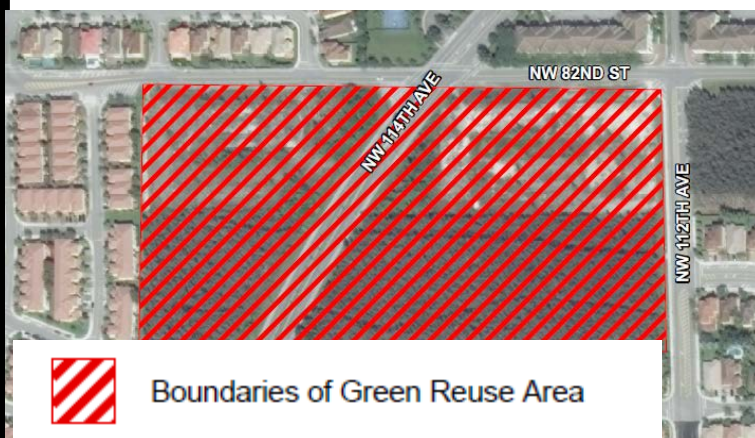 NW 82ND ST
NW 114TH AVE
NW 112TH AVE
Boundaries of Green Reuse Area